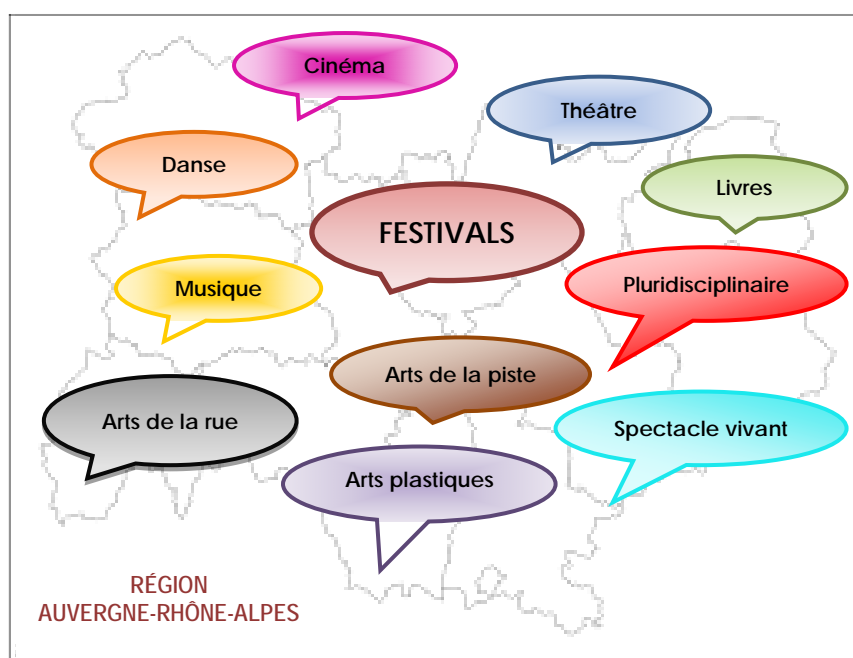 Cinéma
Théâtre
Danse
Livres
FESTIVALS
Musique
Pluridisciplinaire
Arts de la piste
Arts de la rue
Spectacle vivant
Arts plastiques
RÉGION
AUVERGNE-RHÔNE-ALPES